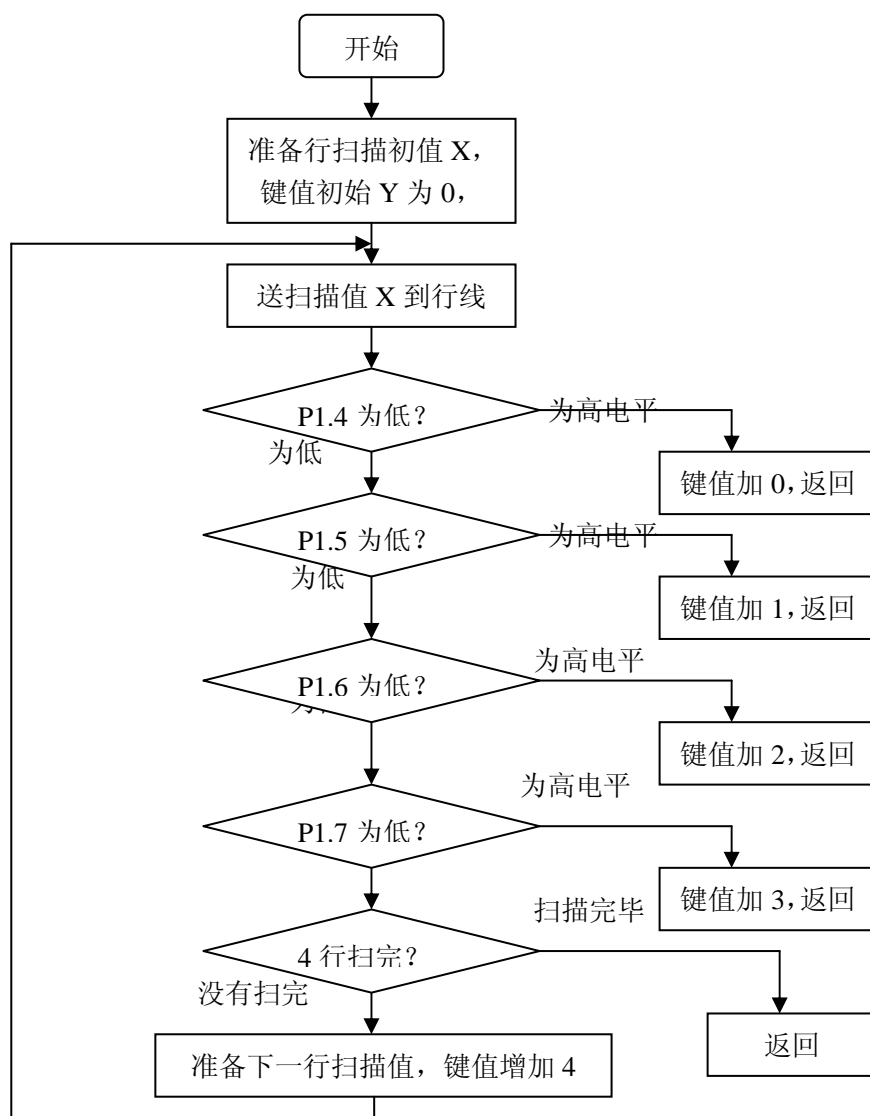 开始
准备行扫描初值 X，
键值初始 Y 为 0，
送扫描值 X 到行线
P1.4 为低？
为高电平
为低
键值加 0，返回
P1.5 为低？
为高电平
为低
键值加 1，返回
为高电平
P1.6 为低？
键值加 2，返回
为高电平
P1.7 为低？
键值加 3，返回
扫描完毕
4 行扫完？
没有扫完
返回
准备下一行扫描值，键值增加 4